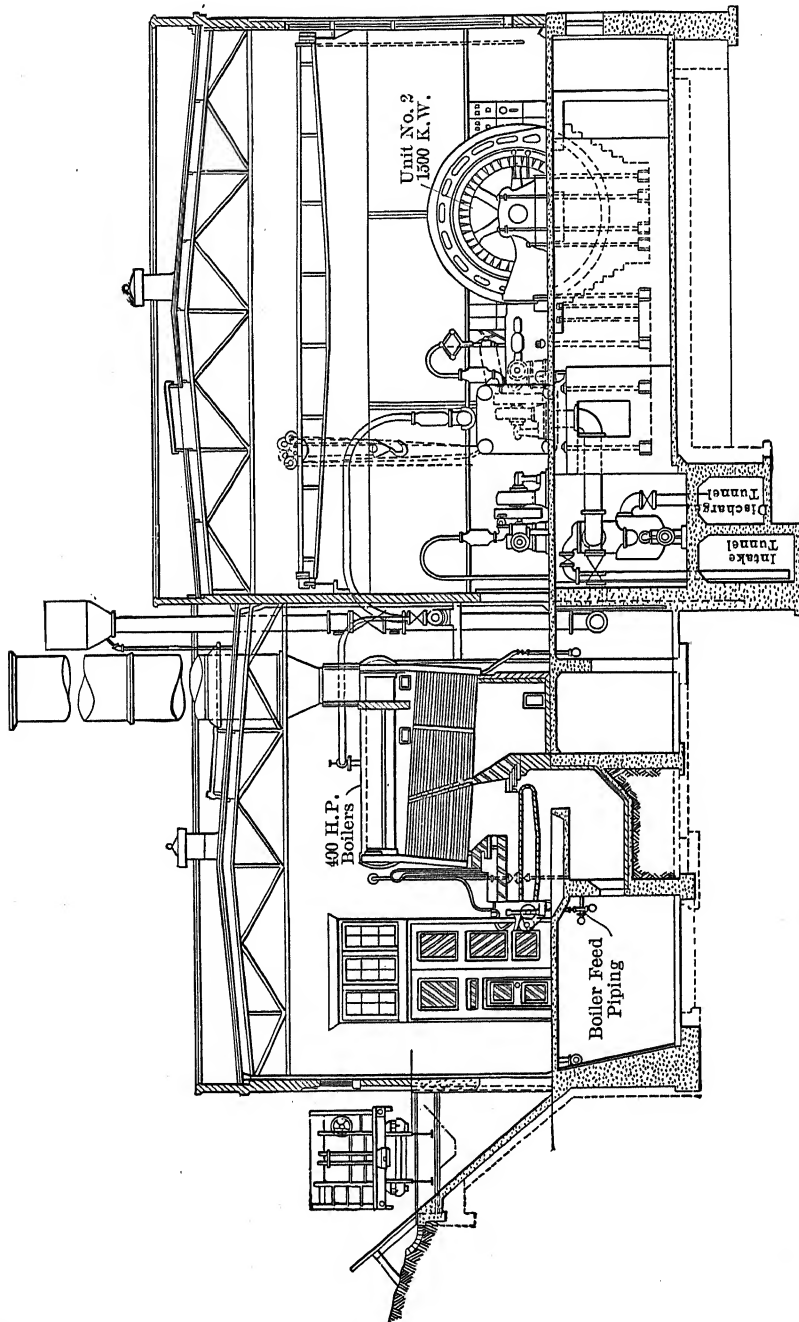 400 H.P.
Boilers
Boiler Feed
Piping
Unit No. 2
1500 K.W.
Intake
Tunnel
Discharge
Tunnel